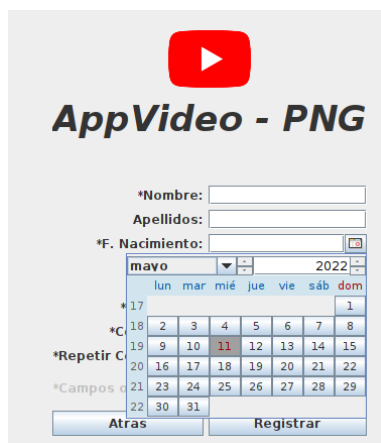 AppVideo - PNG
*Nombre:
Apellidos:
*F. Nacimiento:
mayo 2022
lun mar mié jue vie sáb dom
17 1
18 2 3 4 5 6 7 8
19 9 10 11 12 13 14 15
*Repetir
20 16 17 18 19 20 21 22
*Campos
21 23 24 25 26 27 28 29
22 30 31
Atras Registrar